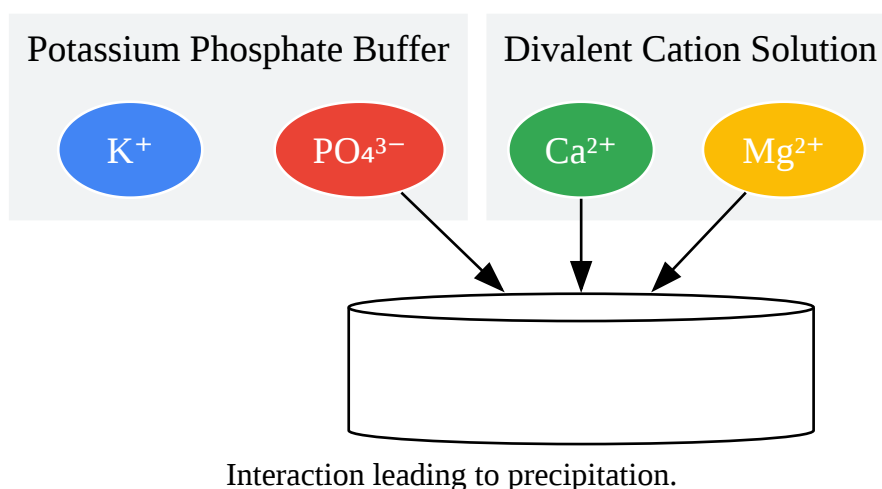 Potassium Phosphate Buffer
Divalent Cation Solution
K⁺
PO₄³⁻
Ca²⁺
Mg²⁺
Interaction leading to precipitation.